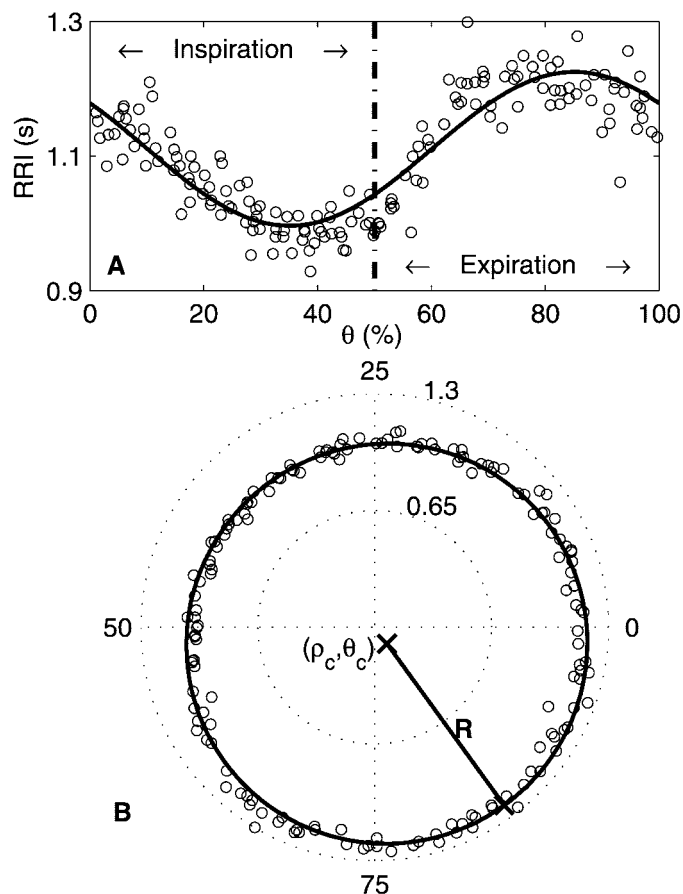 1.3
← Inspiration →
1.1
RRI (s)
A
← Expiration →
0.9
0 20 40 60 80 100
θ (%)
25
1.3
0.65
50
(ρc,θc)
0
R
B
75